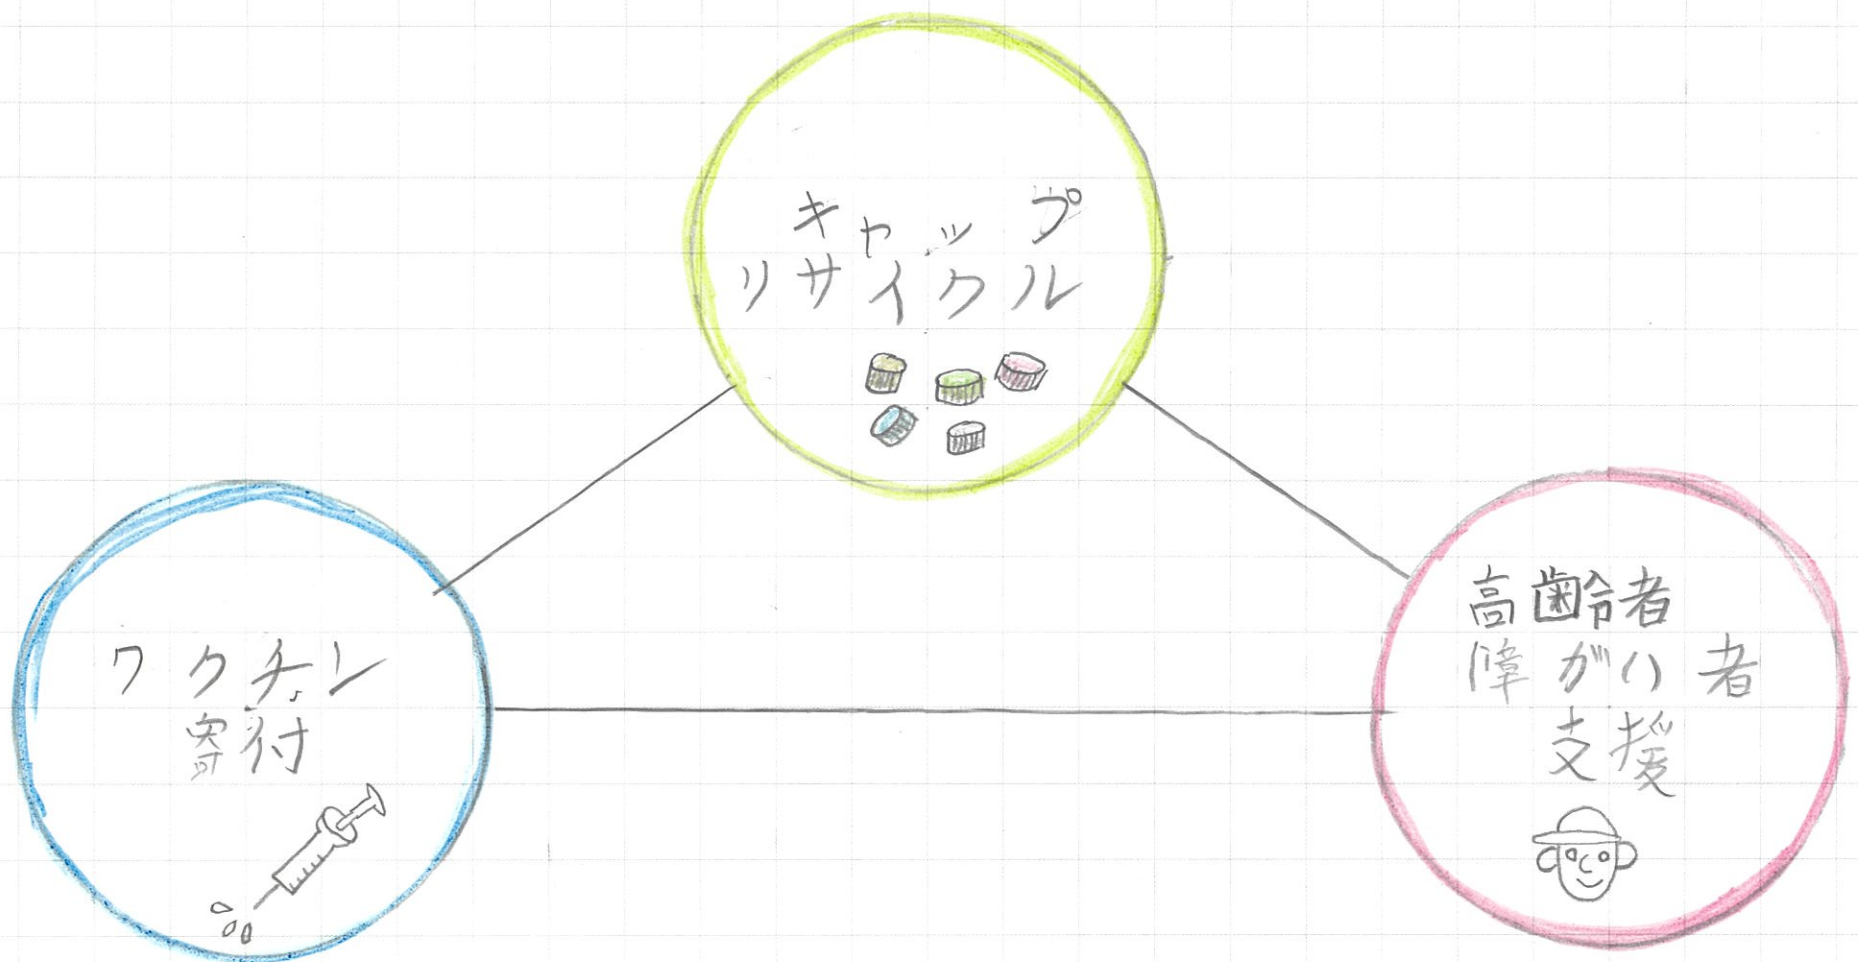 キャップ
リサイクル
ワクチン
寄付
高齢者
障がい者
支援